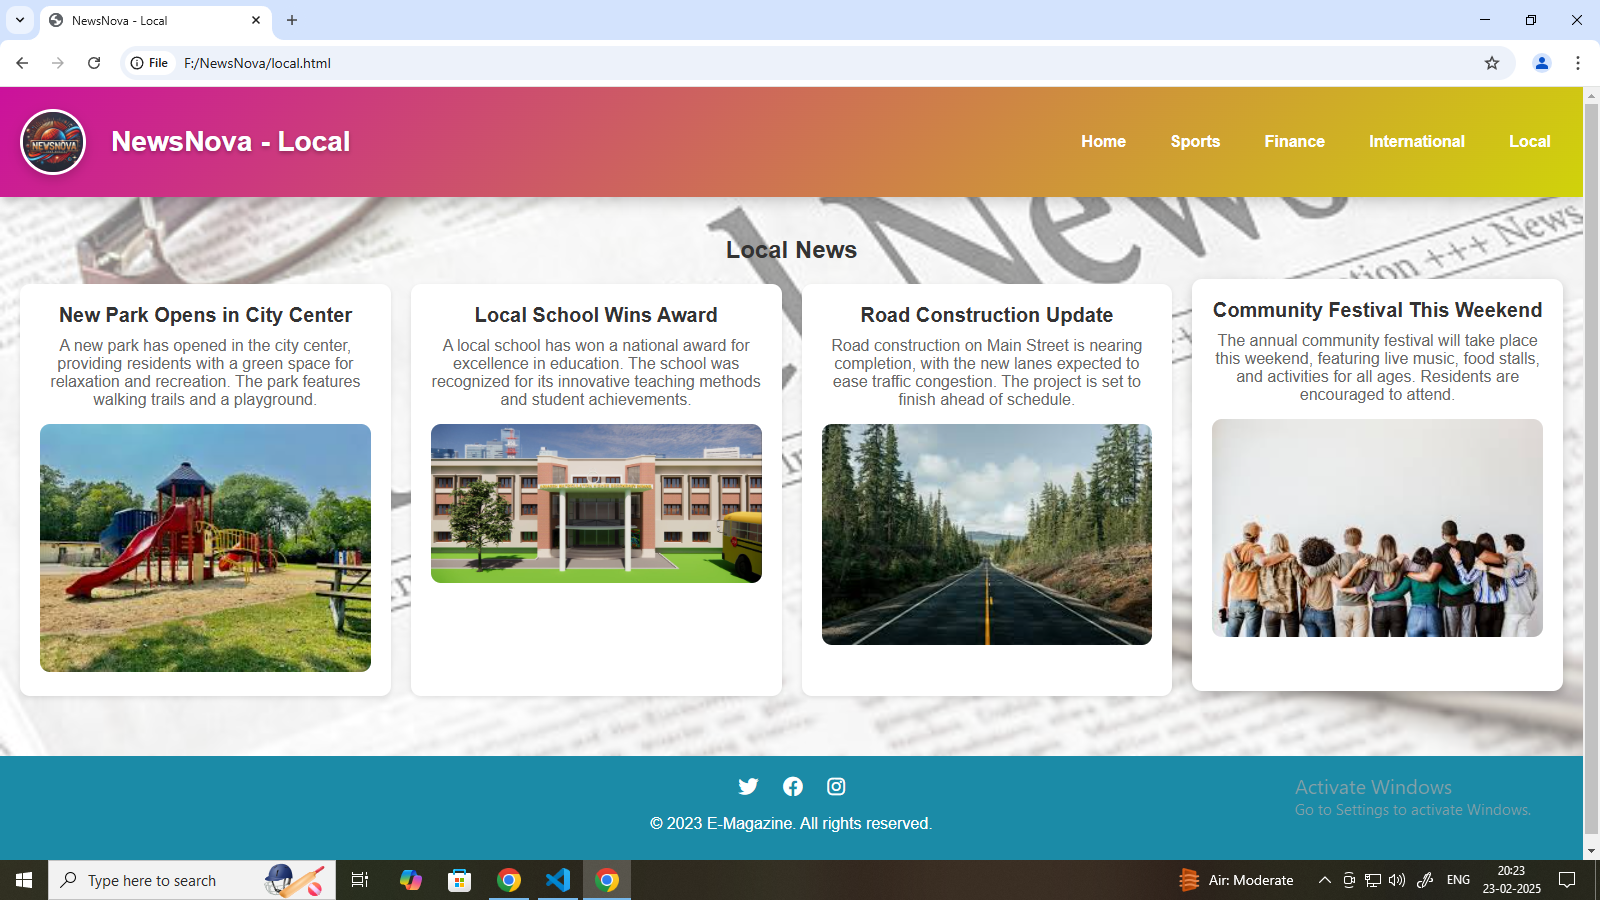 NewsNova - Local
File
F:/NewsNova/local.html
NEWSNOVA
NewsNova - Local
Home
Sports
Finance
International
Local
News
+++ News
Local News
New Park Opens in City Center
A new park has opened in the city center,
providing residents with a green space for
relaxation and recreation. The park features
walking trails and a playground.
Local School Wins Award
A local school has won a national award for
excellence in education. The school was
recognized for its innovative teaching methods
and student achievements.
Road Construction Update
Road construction on Main Street is nearing
completion, with the new lanes expected to
ease traffic congestion. The project is set to
finish ahead of schedule.
Community Festival This Weekend
The annual community festival will take place
this weekend, featuring live music, food stalls,
and activities for all ages. Residents are
encouraged to attend.
© 2023 E-Magazine. All rights reserved.
Activate Windows
Go to Settings to activate Windows.
Type here to search
Air: Moderate
ENG
20:23
23-02-2025